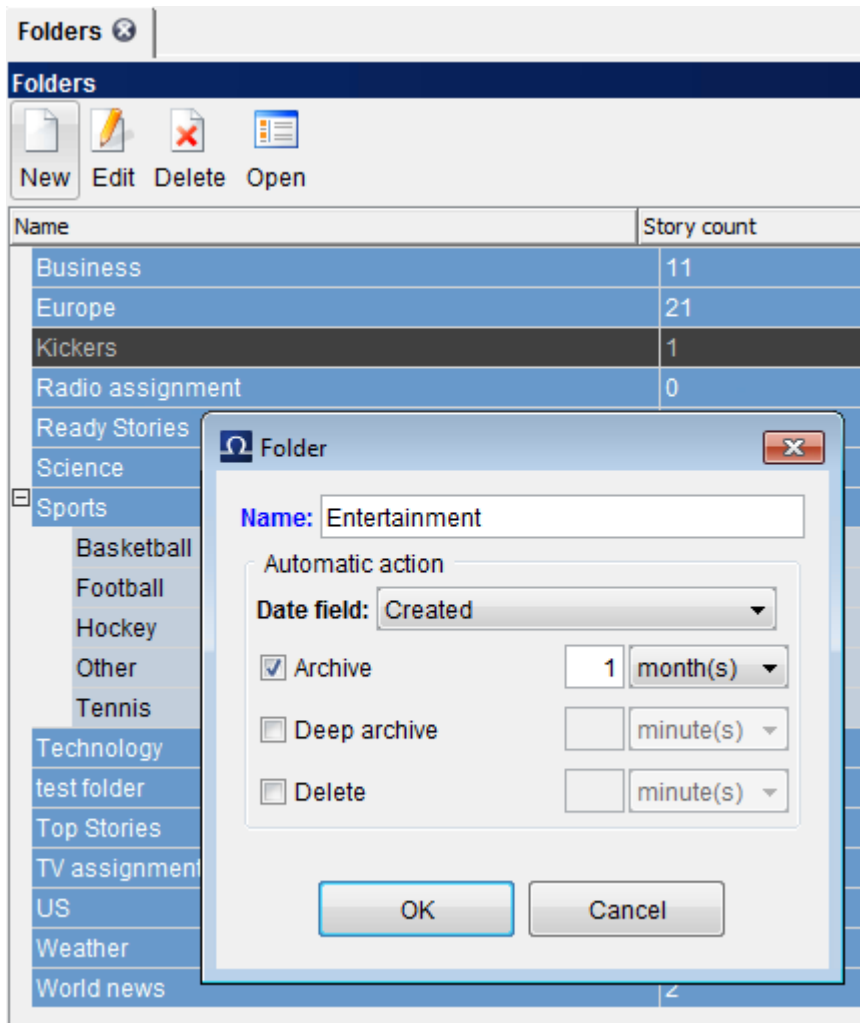 Folders
Folders
New Edit Delete Open
Name Story count
Business 11
Europe 21
Kickers 1
Radio assignment 0
Ready Stories
Science
Sports
Basketball
Football
Hockey
Other
Tennis
Technology
test folder
Top Stories
TV assignment
US
Weather
World news 2
Ω Folder
Name: Entertainment
Automatic action
Date field: Created
Archive 1 month(s)
Deep archive minute(s)
Delete minute(s)
OK Cancel